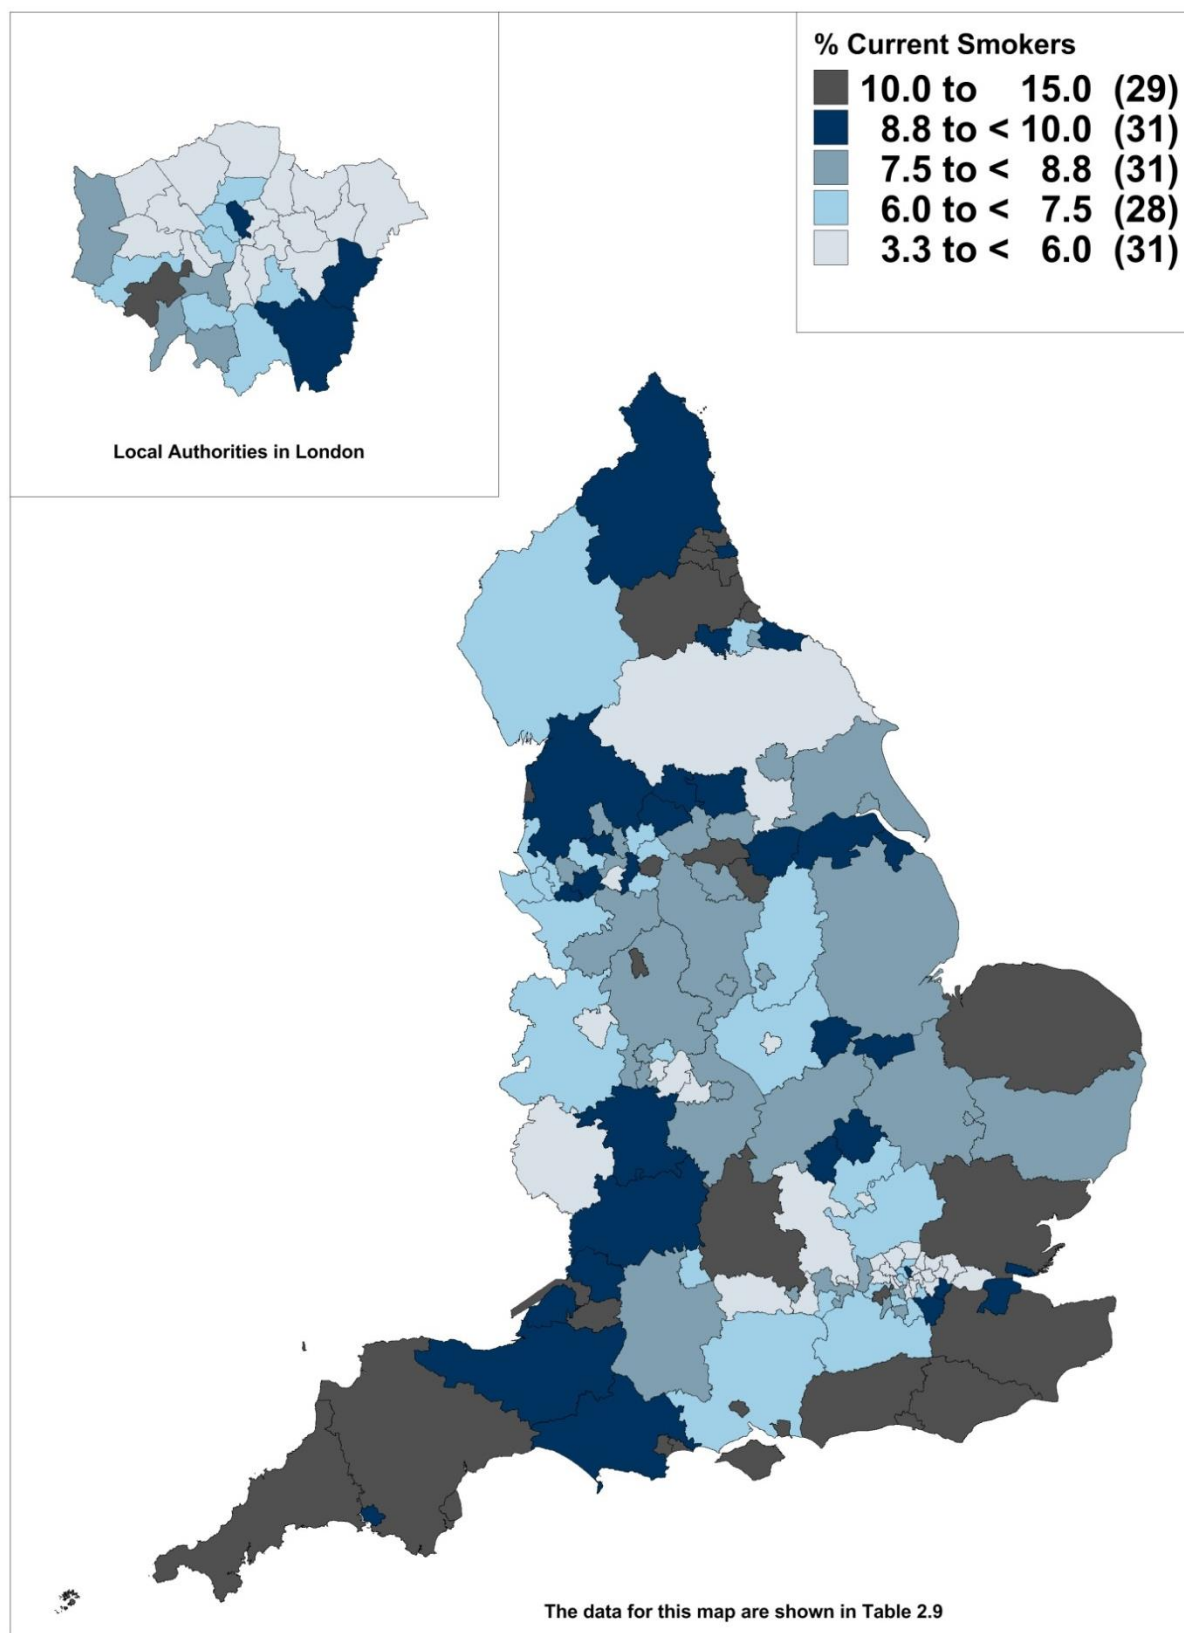 % Current Smokers
10.0 to 15.0 (29)
8.8 to < 10.0 (31)
7.5 to < 8.8 (31)
6.0 to < 7.5 (28)
3.3 to < 6.0 (31)
Local Authorities in London
The data for this map are shown in Table 2.9